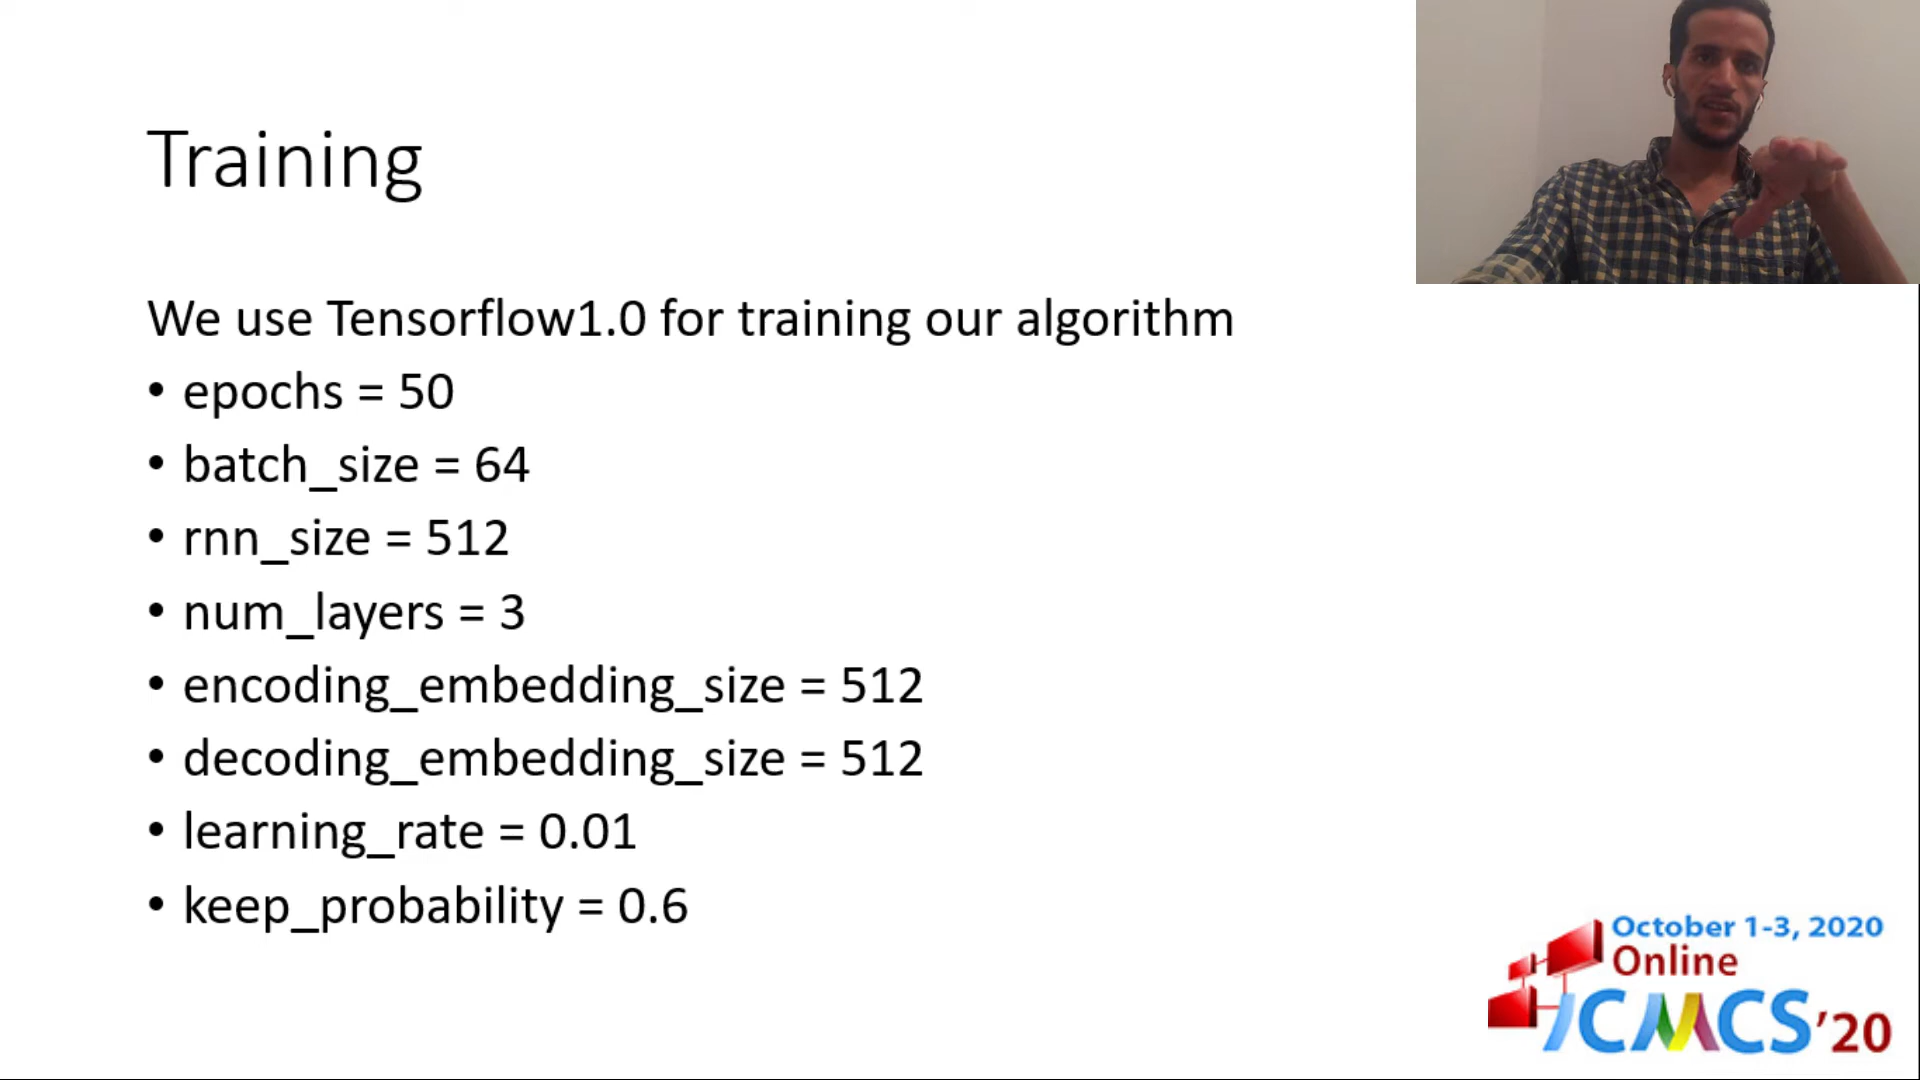 Training
We use Tensorflow1.0 for training our algorithm
• epochs = 50
• batch_size = 64
• rnn_size = 512
• num_layers = 3
• encoding_embedding_size = 512
• decoding_embedding_size = 512
• learning_rate = 0.01
• keep_probability = 0.6
October 1-3, 2020
Online
ICMCS'20